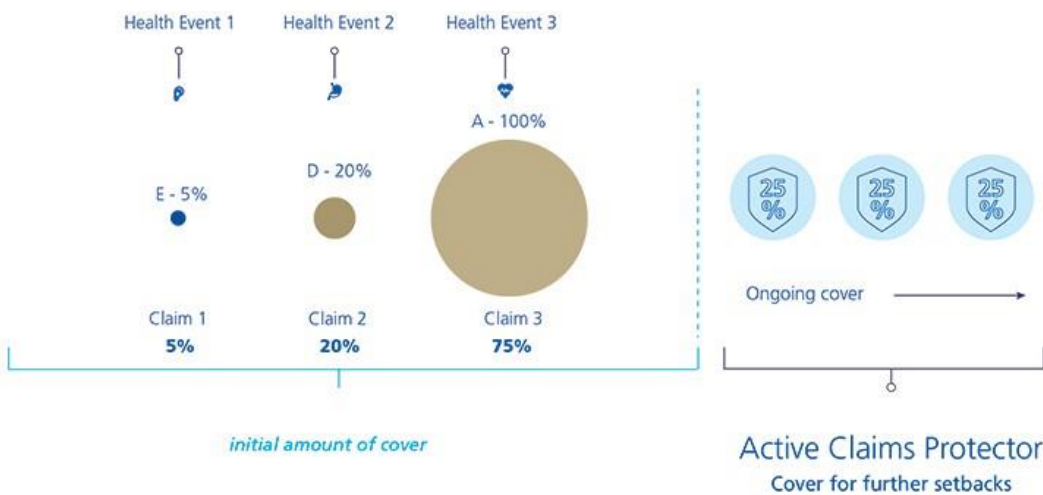 Health Event 1
Health Event 2
Health Event 3
A - 100%
D - 20%
E - 5%
25
%
25
%
25
%
Ongoing cover
Claim 1
5%
Claim 2
20%
Claim 3
75%
initial amount of cover
Active Claims Protector
Cover for further setbacks